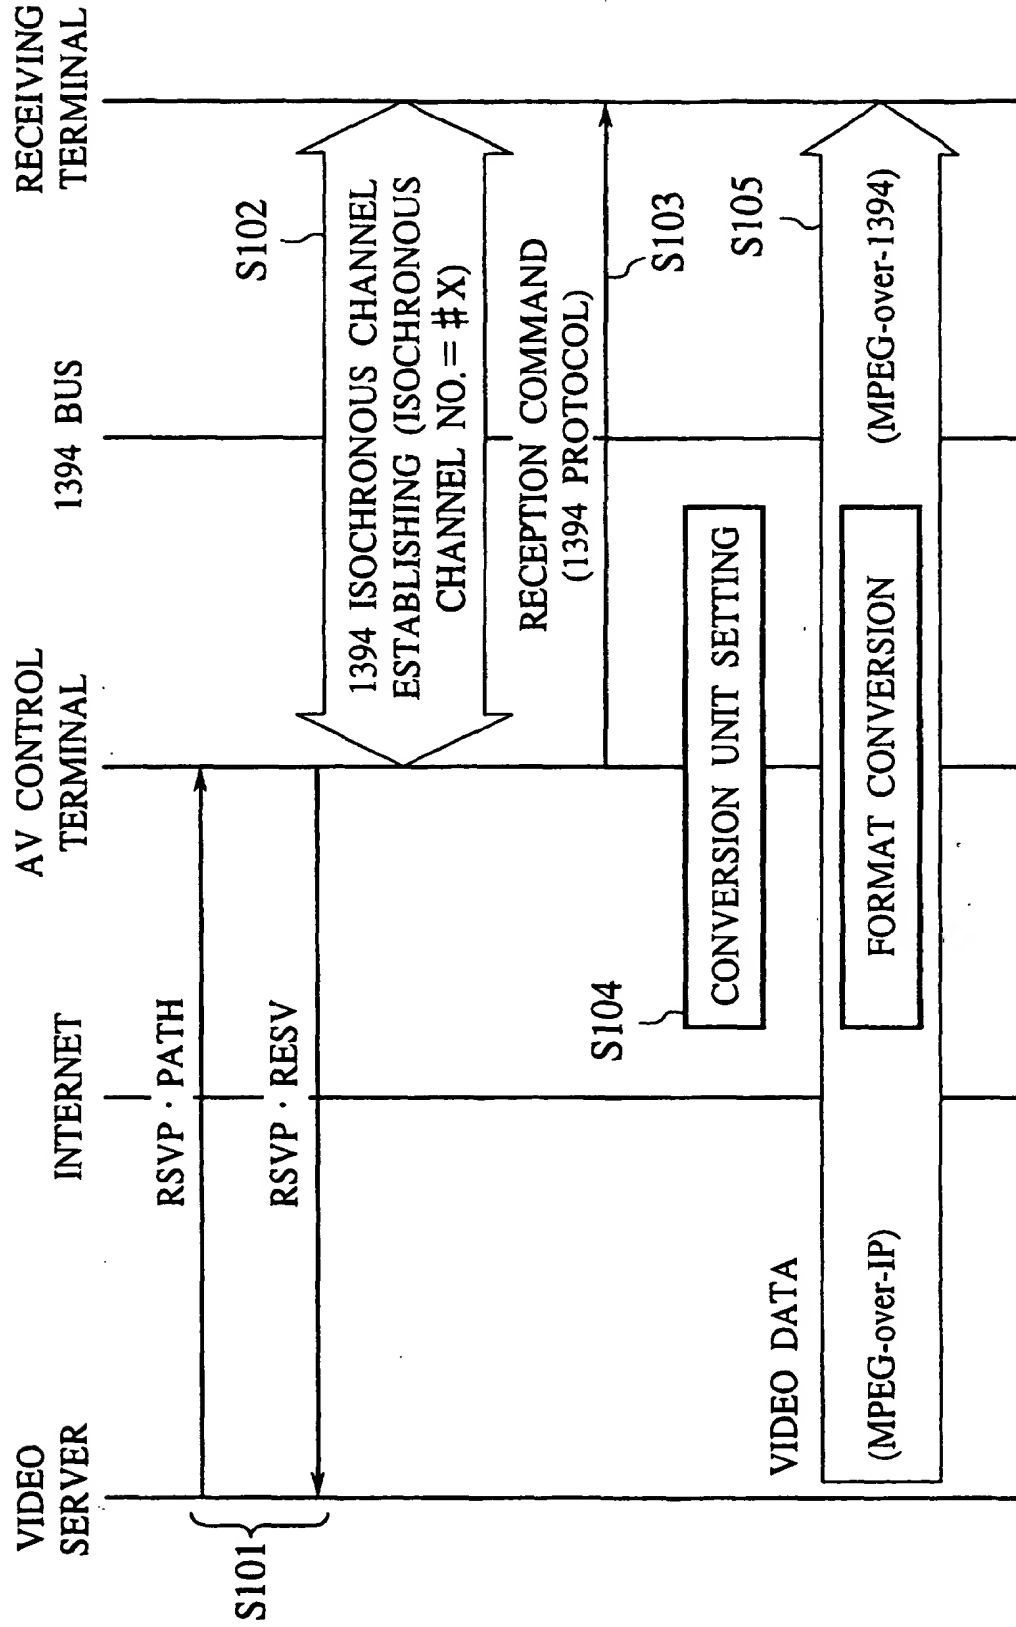 VIDEO
SERVER
INTERNET
AV CONTROL
TERMINAL
1394 BUS
RECEIVING
TERMINAL
S101
RSVP · PATH
RSVP · RESV
S102
1394 ISOCHRONOUS CHANNEL
ESTABLISHING (ISOCHRONOUS
CHANNEL NO. = #X)
RECEPTION COMMAND
(1394 PROTOCOL)
S103
S104
CONVERSION UNIT SETTING
S105
VIDEO DATA
(MPEG-over-IP)
FORMAT CONVERSION
(MPEG-over-1394)